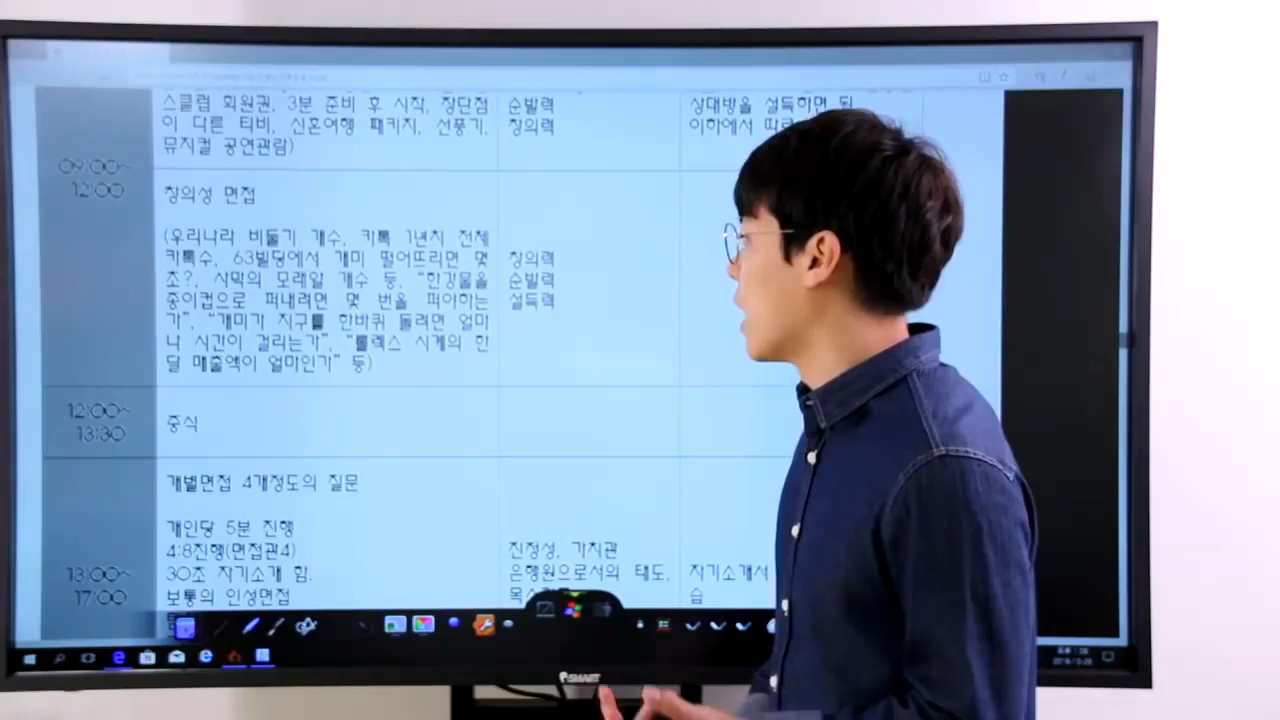 스클럽 회원권, 3분 준비 후 시작, 장단점
이 다른 티비, 신혼여행 패키지, 선풍기,
뮤지컬 공연관람)
순발력
창의력
상대방을 설득하면 됨
이하에서
09:00~
12:00
창의성 면접
(우리나라 비둘기 개수, 카톡 1년치 전체
카톡수, 63빌딩에서 개미 떨어뜨리면 몇
초?, 사막의 모래알 개수 등, "한강물을
종이컵으로 퍼내려면 몇 번을 퍼야하는
가", "개미가 지구를 한바퀴 돌려면 얼마
나 시간이 걸리는가", "롤렉스 시계의 한
달 매출액이 얼마인가" 등)
창의력
순발력
설득력
12:00~
13:30
중식
개별면접 4개정도의 질문
개인당 5분 진행
4:8진행(면접관4)
30초 자기소개 함.
보통의 인성면접
13:00~
17:00
진정성, 가치관
은행원으로서의 태도,
자기소개서
습
SMART